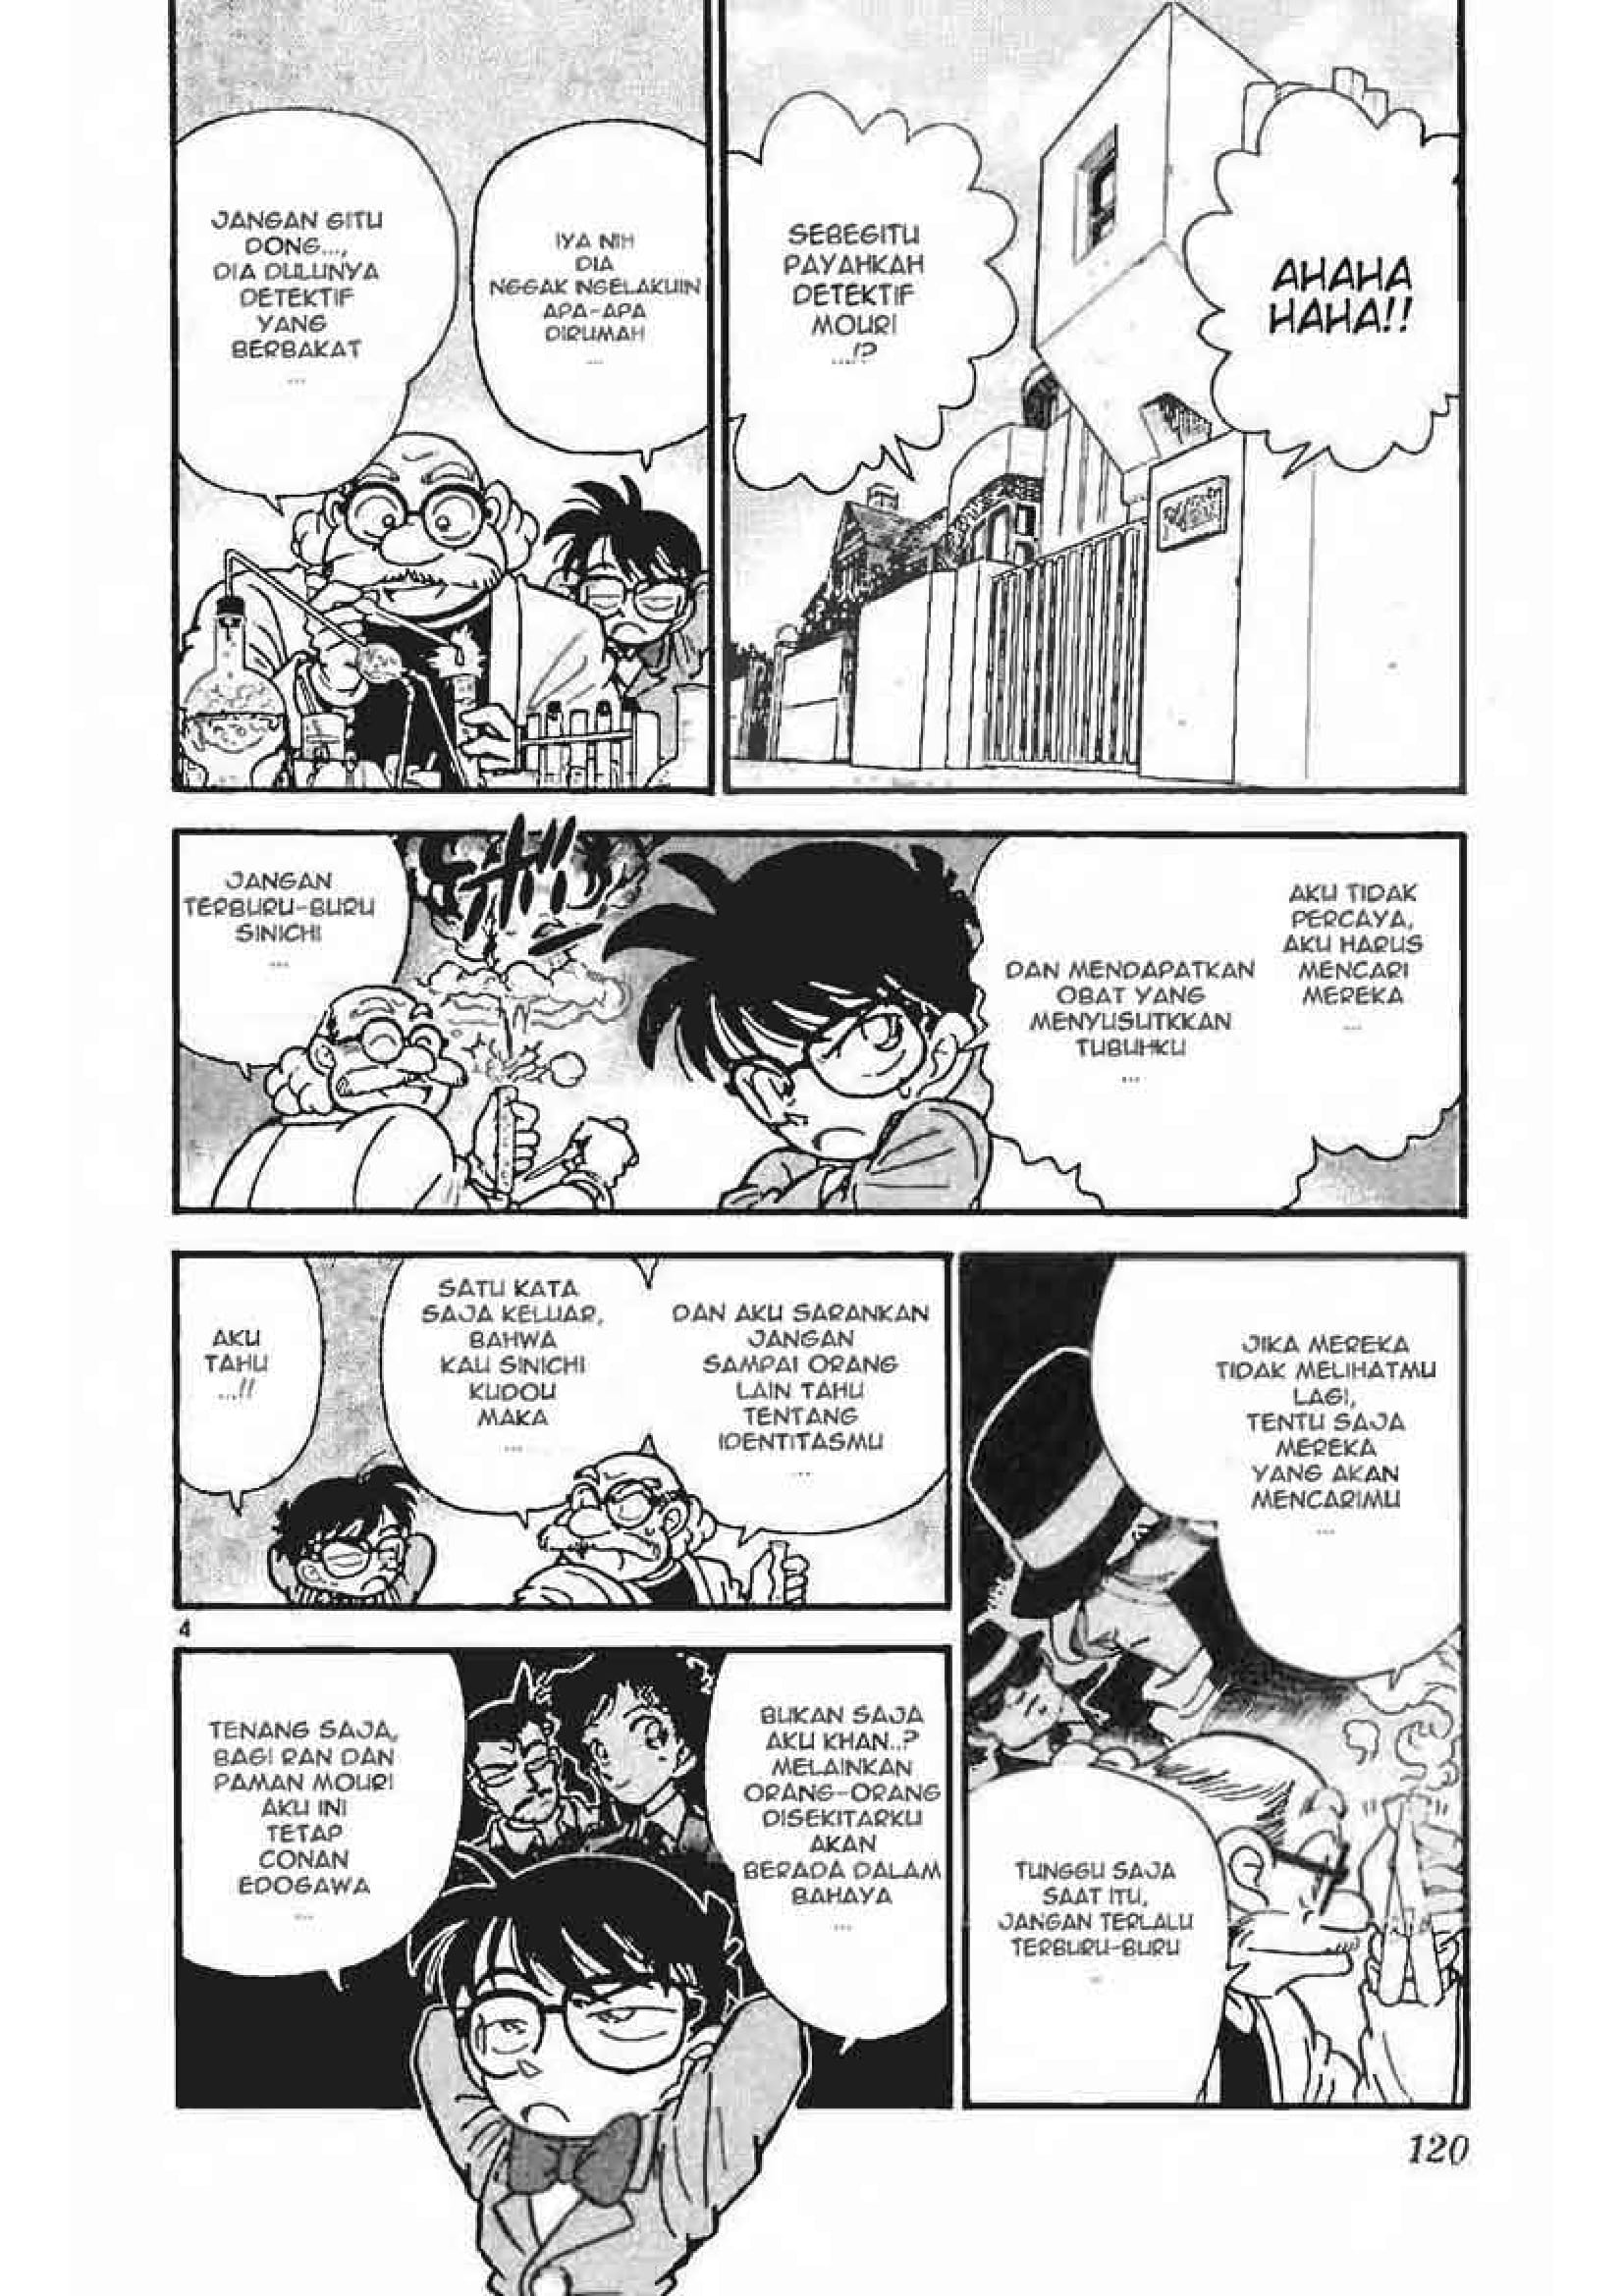 AHAHA
HAHA!!
SEBEGITU
PAYAHKAH
DETEKTIF
MOURI
....!?
IYA NIH
DIA
NGGAK NGELAKUIN
APA-APA
DIRUMAH
...
JANGAN GITU
DONG...,
DIA DULUNYA
DETEKTIF
YANG
BERBAKAT
...
AKU TIDAK
PERCAYA,
AKU HARUS
MENCARI
MEREKA
...
DAN MENDAPATKAN
OBAT YANG
MENYUSUTKKAN
TUBUHKU
...
JANGAN
TERBURU-BURU
SINICHI
...
JIKA MEREKA
TIDAK MELIHATMU
LAGI,
TENTU SAJA
MEREKA
YANG AKAN
MENCARIMU
...
TUNGGU SAJA
SAAT ITU,
JANGAN TERLALU
TERBURU-BURU
DAN AKU SARANKAN
JANGAN
SAMPAI ORANG
LAIN TAHU
TENTANG
IDENTITASMU
...
SATU KATA
SAJA KELUAR,
BAHWA
KAU SINICHI
KUDOU
MAKA
...
AKU
TAHU
...!!
4
BUKAN SAJA
AKU KHAN..?
MELAINKAN
ORANG-ORANG
DISEKITARKU
AKAN
BERADA DALAM
BAHAYA
...
TENANG SAJA,
BAGI RAN DAN
PAMAN MOURI
AKU INI
TETAP
CONAN
EDOGAWA
...
120